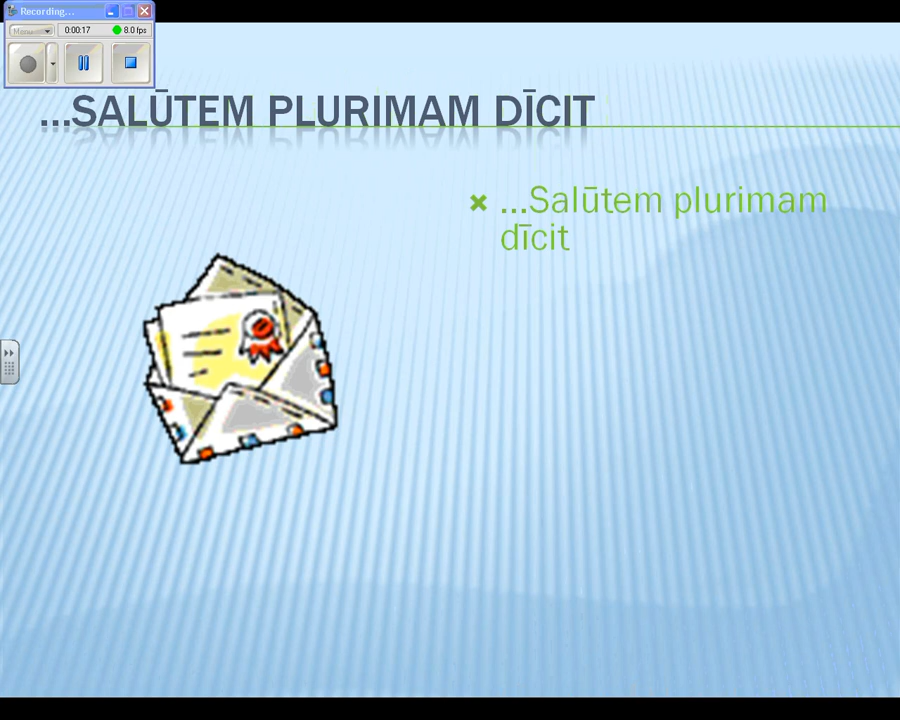 Recording...
0:00:17 8.0 fps
...SALŪTEM PLURIMAM DĪCIT
...Salūtem plurimam
dīcit